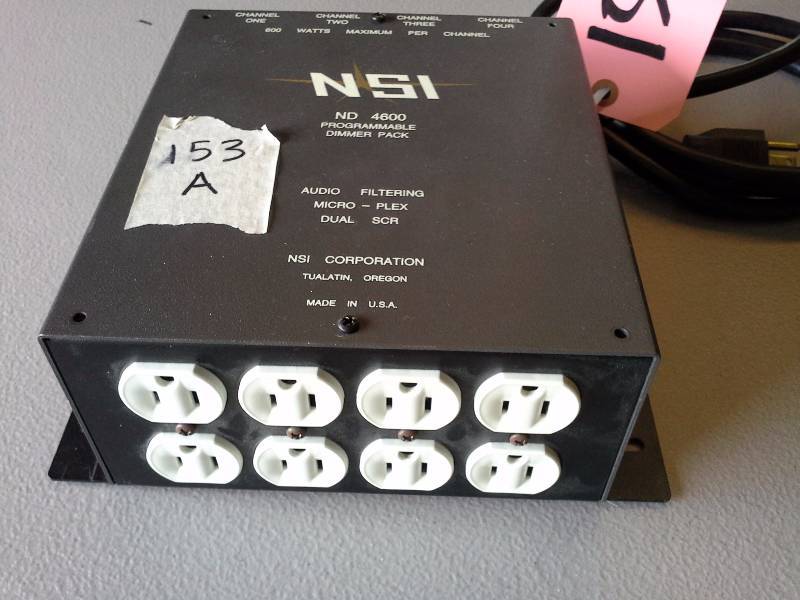 CHANNEL ONE
CHANNEL TWO
CHANNEL THREE
CHANNEL FOUR
600 WATTS MAXIMUM PER CHANNEL
NSI
ND 4600
PROGRAMMABLE
DIMMER PACK
153
A
AUDIO FILTERING
MICRO - PLEX
DUAL SCR
NSI CORPORATION
TUALATIN, OREGON
MADE IN U.S.A.